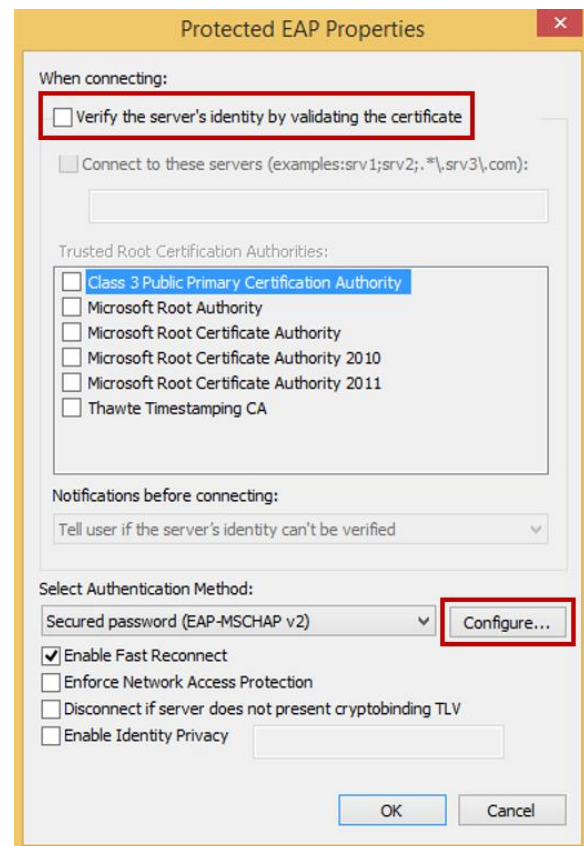 Protected EAP Properties
When connecting:
Verify the server's identity by validating the certificate
Connect to these servers (examples:srv1;srv2;.*\.srv3\.com):
Trusted Root Certification Authorities:
Class 3 Public Primary Certification Authority
Microsoft Root Authority
Microsoft Root Certificate Authority
Microsoft Root Certificate Authority 2010
Microsoft Root Certificate Authority 2011
Thawte Timestamping CA
Notifications before connecting:
Tell user if the server's identity can't be verified
Select Authentication Method:
Secured password (EAP-MSCHAP v2) Configure...
Enable Fast Reconnect
Enforce Network Access Protection
Disconnect if server does not present cryptobinding TLV
Enable Identity Privacy
OK Cancel